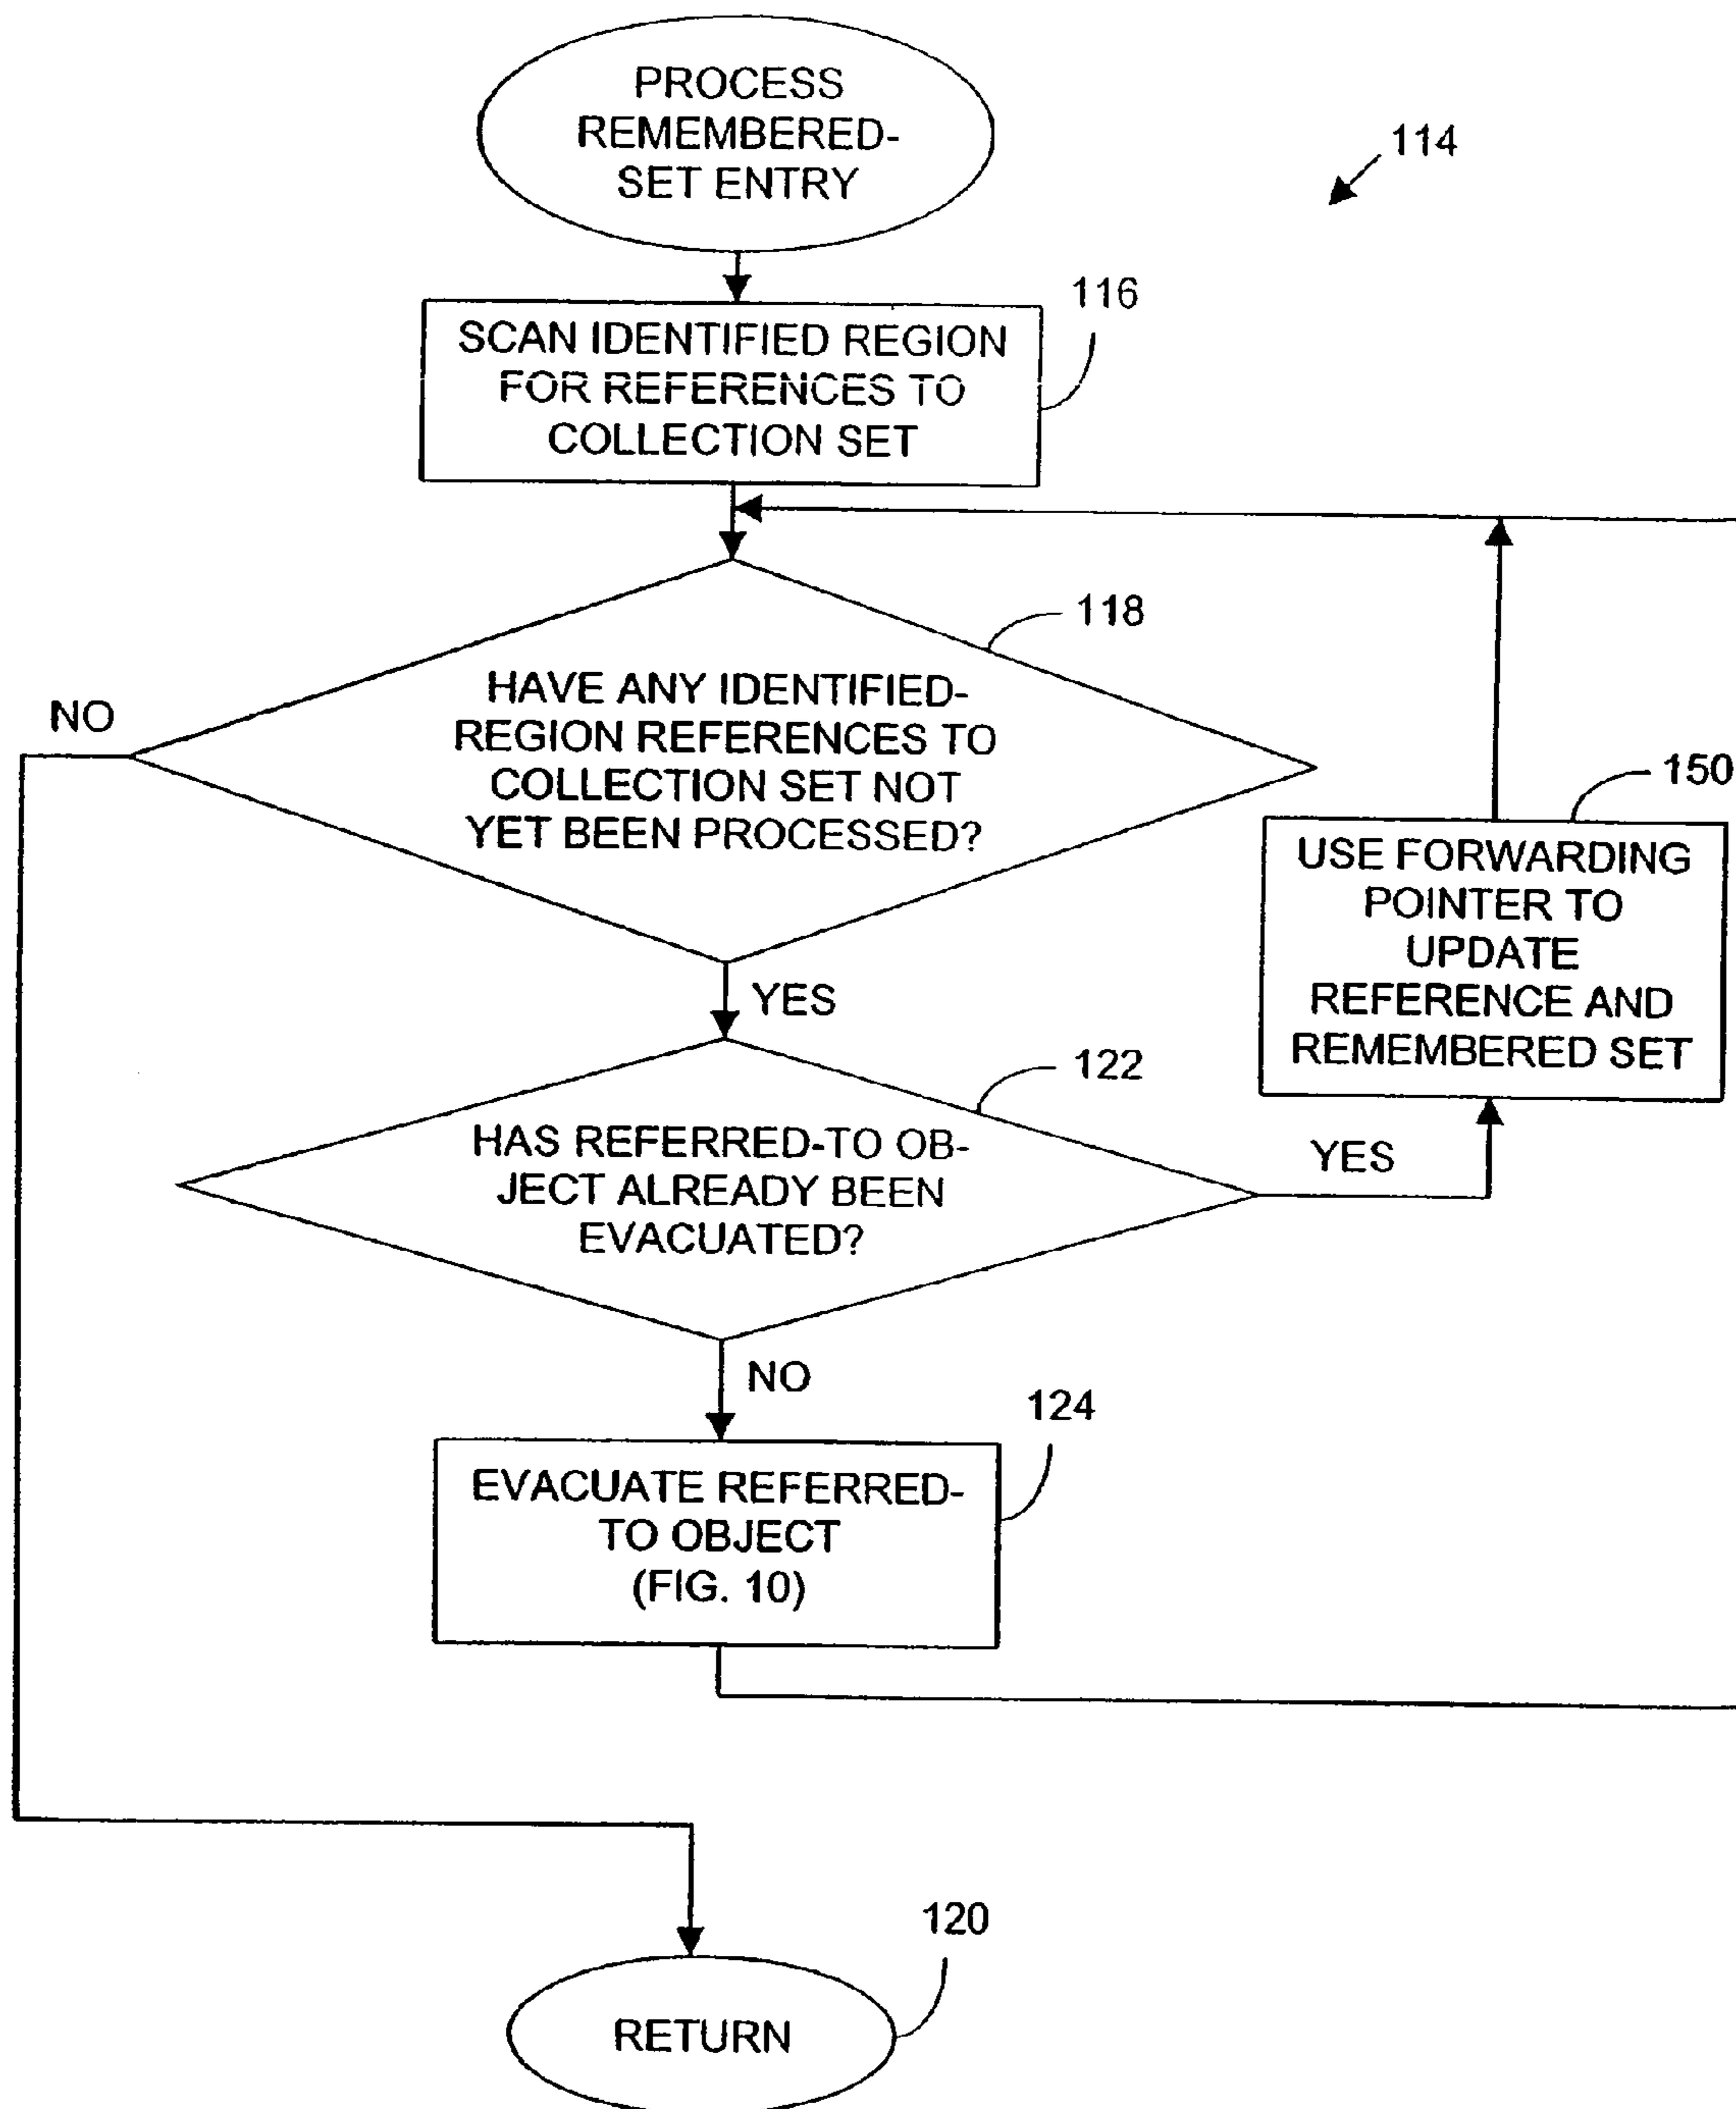 PROCESS
REMEMBERED-
SET ENTRY
114
116
SCAN IDENTIFIED REGION
FOR REFERENCES TO
COLLECTION SET
118
HAVE ANY IDENTIFIED-
REGION REFERENCES TO
COLLECTION SET NOT
YET BEEN PROCESSED?
NO
YES
150
USE FORWARDING
POINTER TO
UPDATE
REFERENCE AND
REMEMBERED SET
122
HAS REFERRED-TO OB-
JECT ALREADY BEEN
EVACUATED?
YES
NO
124
EVACUATE REFERRED-
TO OBJECT
(FIG. 10)
120
RETURN